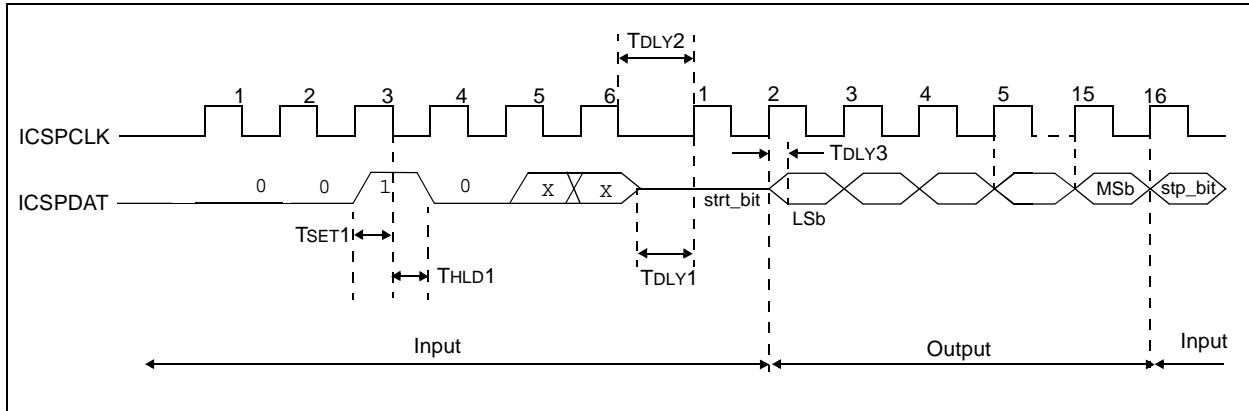 TDLY2
1 2 3 4 5 6 1 2 3 4 5 15 16
ICSPCLK
TDLY3
0 0 1 0 x x
ICSPDAT
strt_bit LSb MSb stp_bit
TSET1
THLD1
TDLY1
Input Output Input